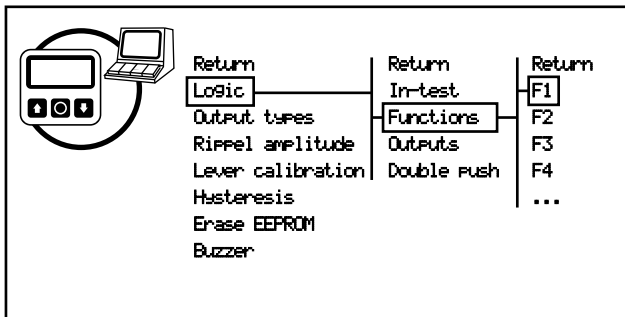 Return
Logic
Output types
Rippel amplitude
Lever calibration
Hysteresis
Erase EEPROM
Buzzer
Return
In-test
Functions
Outputs
Double push
Return
F1
F2
F3
F4
...